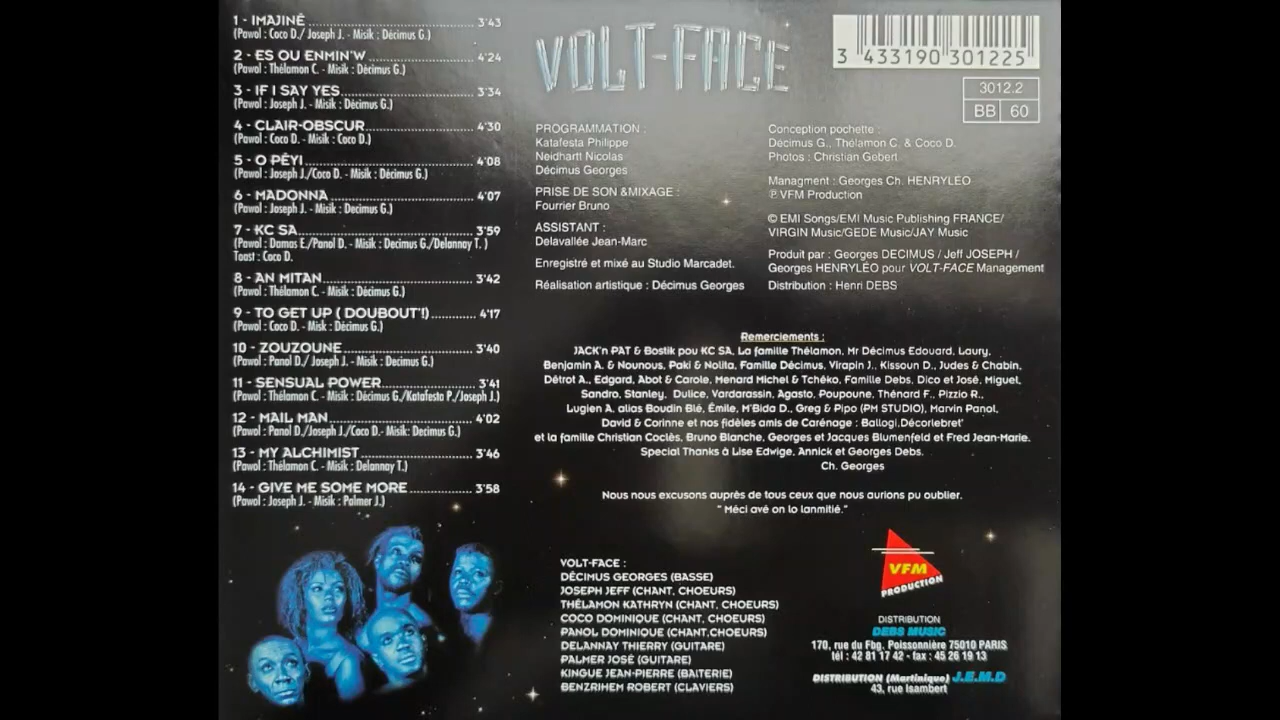 1 - IMAJINÉ 3'43
(Pawol : Coco D./ Joseph J. - Misik : Décimus G.)
2 - ES OU ENMIN'W 4'24
(Pawol : Thélamon C. - Misik : Décimus G.)
3 - IF I SAY YES 3'34
(Pawol : Joseph J. - Misik : Décimus G.)
4 - CLAIR-OBSCUR 4'30
(Pawol : Coco D. - Misik : Coco D.)
5 - O PÉYI 4'08
(Pawol : Joseph J./Coco D. - Misik : Décimus G.)
6 - MADONNA 4'07
(Pawol : Joseph J. - Misik : Decimus G.)
7 - KC SA 3'59
(Pawol : Damas E./Panol D. - Misik : Decimus G./Delannay T. )
Toast : Coco D.
8 - AN MITAN 3'42
(Pawol : Thélamon C. - Misik : Décimus G.)
9 - TO GET UP ( DOUBOUT'!) 4'17
(Pawol : Coco D. - Misk : Décimus G.)
10 - ZOUZOUNE 3'40
(Pawol : Panol D./ Joseph J. - Misik : Decimus G.)
11 - SENSUAL POWER 3'41
(Pawol : Thélamon C. - Misik : Décimus G./Katafesta P./Joseph J.)
12 - MAIL MAN 4'02
(Pawol : Panol D./Joseph J./Coco D.- Misik: Decimus G.)
13 - MY ALCHIMIST 3'46
(Pawol : Thélamon C. - Misik : Delannay T.)
14 - GIVE ME SOME MORE 3'58
(Pawol : Joseph J. - Misik : Palmer J.)
VOLT-FACE
3 433190 301225
3012.2
BB 60
PROGRAMMATION :
Katafesta Philippe
Neidhartt Nicolas
Décimus Georges
PRISE DE SON &MIXAGE :
Fourrier Bruno
ASSISTANT :
Delavallée Jean-Marc
Enregistré et mixé au Studio Marcadet.
Réalisation artistique : Décimus Georges
Conception pochette :
Décimus G., Thélamon C. & Coco D.
Photos : Christian Gebert
Managment : Georges Ch. HENRYLÉO
℗ VFM Production
© EMI Songs/EMI Music Publishing FRANCE/
VIRGIN Music/GEDE Music/JAY Music
Produit par : Georges DECIMUS / Jeff JOSEPH /
Georges HENRYLÉO pour VOLT-FACE Management
Distribution : Henri DEBS
Remerciements :
JACK'n PAT & Bostik pou KC SA, La famille Thélamon, Mr Décimus Edouard, Laury,
Benjamin A. & Nounous, Paki & Nolita, Famille Décimus, Virapin J., Kissoun D., Judes & Chabin,
Détrot A., Edgard, Abot & Carole, Menard Michel & Tchéko, Famille Debs, Dico et José, Miguel,
Sandro, Stanley, Dulice, Vardarassin, Agasto, Poupoune, Thénard F., Pizzio R.,
Lugien A. alias Boudin Blé, Émile, M'Bida D., Greg & Pipo (PM STUDIO), Marvin Panol,
David & Corinne et nos fidèles amis de Carénage : Ballogi,Décorlebret'
et la famille Christian Coclès, Bruno Blanche, Georges et Jacques Blumenfeld et Fred Jean-Marie.
Special Thanks à Lise Edwige, Annick et Georges Debs.
Ch. Georges
Nous nous excusons auprès de tous ceux que nous aurions pu oublier.
" Méci avé on lo lanmitié."
VOLT-FACE :
DÉCIMUS GEORGES (BASSE)
JOSEPH JEFF (CHANT, CHOEURS)
THÉLAMON KATHRYN (CHANT, CHOEURS)
COCO DOMINIQUE (CHANT, CHOEURS)
PANOL DOMINIQUE (CHANT,CHOEURS)
DELANNAY THIERRY (GUITARE)
PALMER JOSÉ (GUITARE)
KINGUE JEAN-PIERRE (BAITERIE)
BENZRIHEM ROBERT (CLAVIERS)
VFM
PRODUCTION
DISTRIBUTION
DEBS MUSIC
170, rue du Fbg. Poissonnière 75010 PARIS
tél : 42 81 17 42 - fax : 45 26 19 13
DISTRIBUTION (Martinique) J.E.M.D
43, rue Isambert